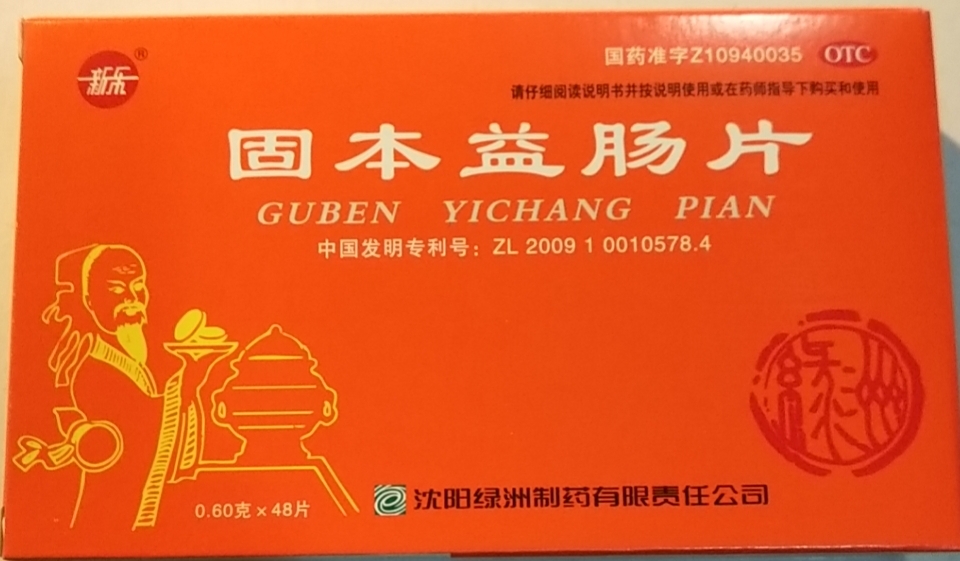 新乐®
国药准字Z10940035 OTC
请仔细阅读说明书并按说明使用或在药师指导下购买和使用
固本益肠片
GUBEN YICHANG PIAN
中国发明专利号：ZL 2009 1 0010578.4
綠洲
0.60克×48片
沈阳绿洲制药有限责任公司